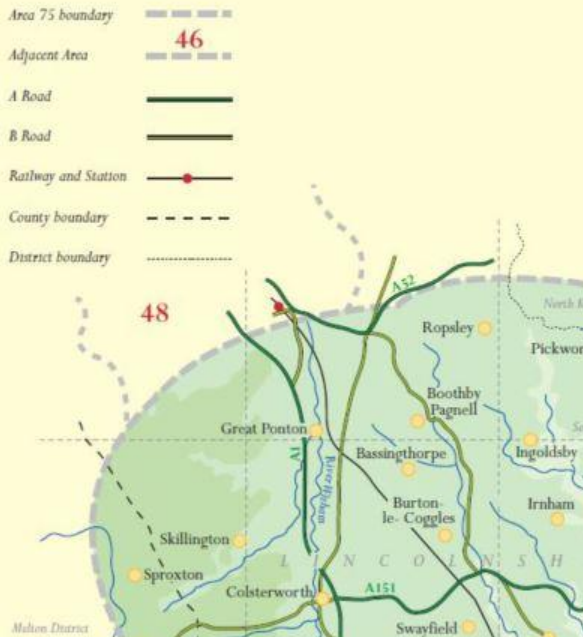 Area 75 boundary
46
Adjacent Area
A Road
B Road
Railway and Station
County boundary
District boundary
48
A52
North
Ropsley
Pickwor
Boothby
Pagnell
Great Ponton
A1
Bassingthorpe
Ingoldsby
River Witham
Burton-
le- Coggles
Irnham
Skillington
L I N C O L N S H
Sproxton
Colsterworth
A151
Melton District
Swayfield